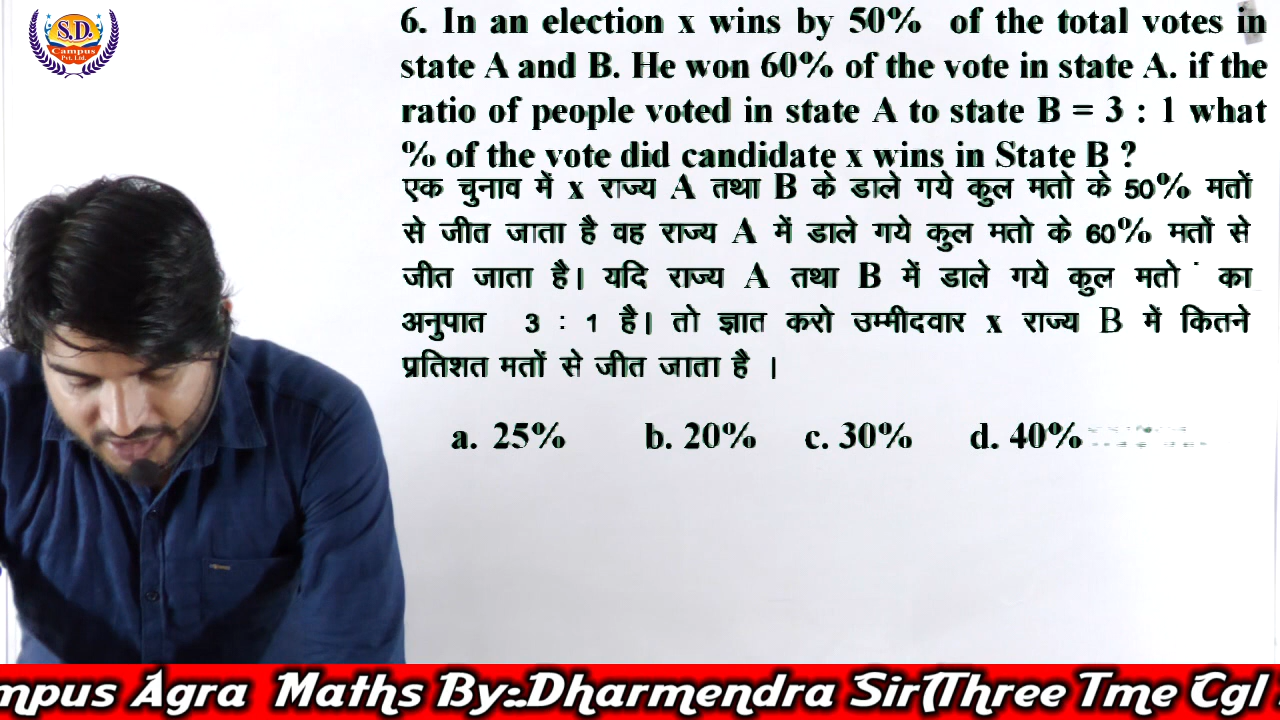 S.D.
Campus
Pvt. Ltd.
6. In an election x wins by 50% of the total votes in
state A and B. He won 60% of the vote in state A. if the
ratio of people voted in state A to state B = 3 : 1 what
% of the vote did candidate x wins in State B ?
एक चुनाव में x राज्य A तथा B के डाले गये कुल मतो के 50% मतों
से जीत जाता है वह राज्य A में डाले गये कुल मतो के 60% मतों से
जीत जाता है। यदि राज्य A तथा B में डाले गये कुल मतो का
अनुपात 3 : 1 है। तो ज्ञात करो उम्मीदवार x राज्य B में कितने
प्रतिशत मतों से जीत जाता है ।
a. 25% b. 20% c. 30% d. 40%
mpus Agra Maths By:-Dharmendra Sir(Three Tme Cgl